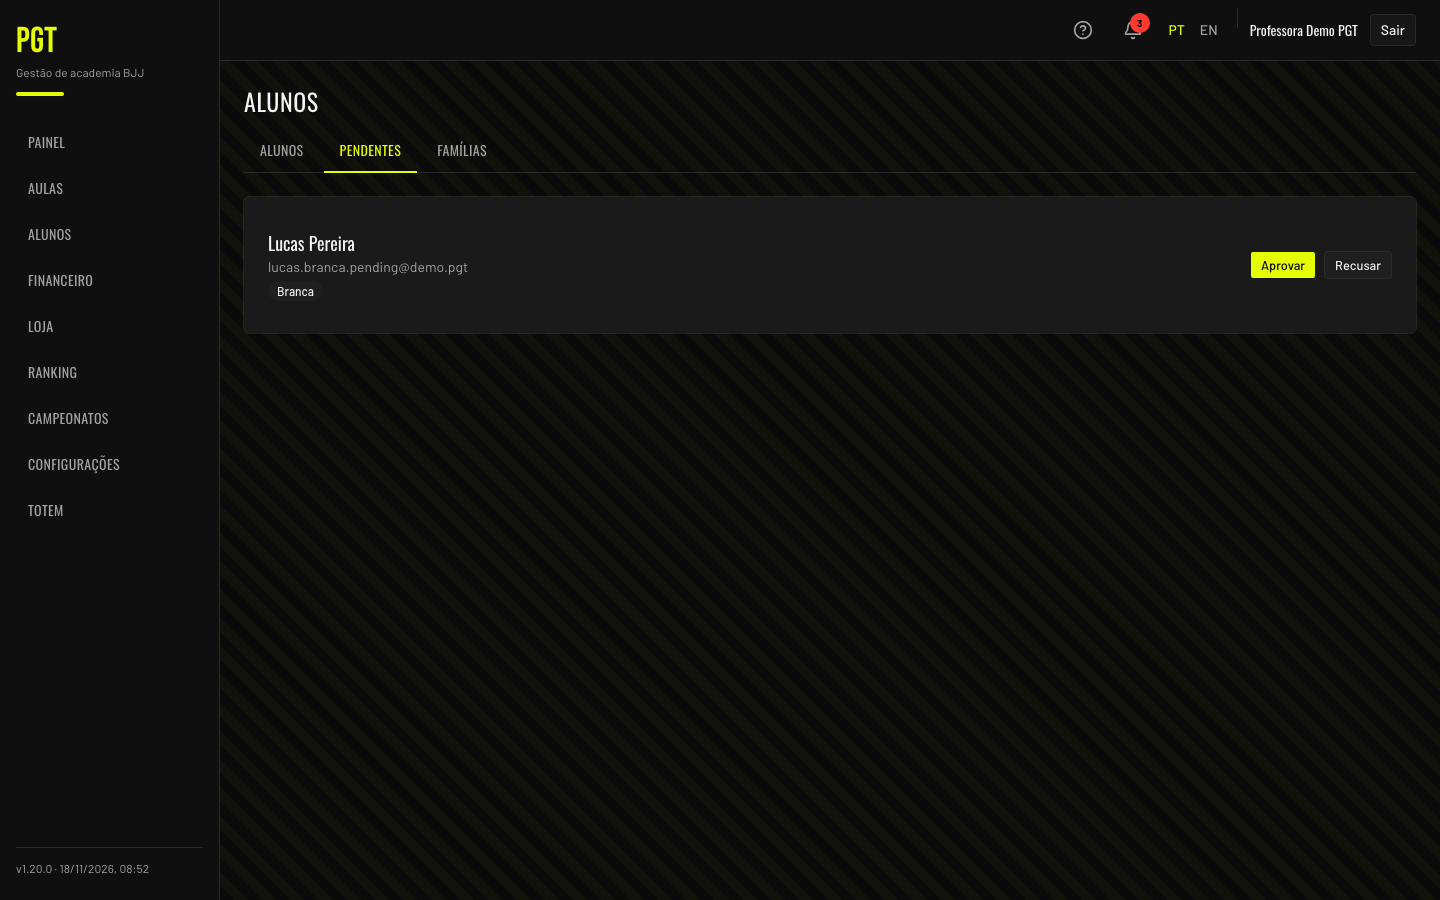 PGT
Gestão de academia BJJ
PAINEL
AULAS
ALUNOS
FINANCEIRO
LOJA
RANKING
CAMPEONATOS
CONFIGURAÇÕES
TOTEM
v1.20.0 · 18/11/2026, 08:52
3
PT EN
Professora Demo PGT
Sair
ALUNOS
ALUNOS PENDENTES FAMÍLIAS
Lucas Pereira
lucas.branca.pending@demo.pgt
Branca
Aprovar Recusar